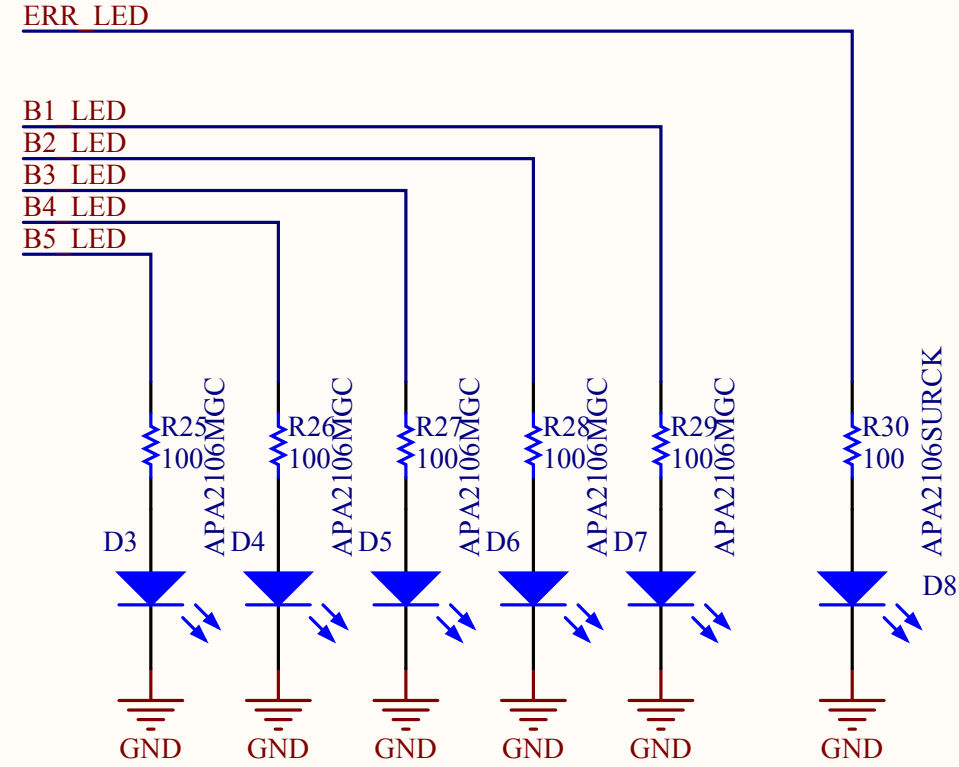 ERR_LED
B1_LED
B2_LED
B3_LED
B4_LED
B5_LED
R25
100
APA2106MGC
R26
100
APA2106MGC
R27
100
APA2106MGC
R28
100
APA2106MGC
R29
100
APA2106MGC
R30
100
APA2106SURCK
D3
D4
D5
D6
D7
D8
GND
GND
GND
GND
GND
GND